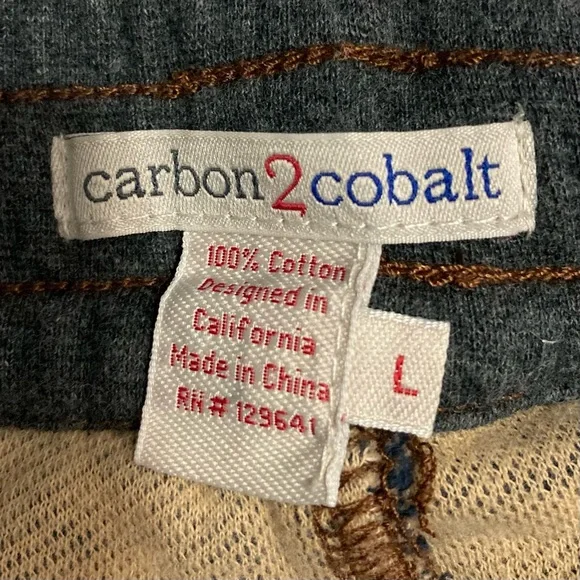 carbon2cobalt
100% Cotton
Designed in
California
Made in China
RN # 129641
L